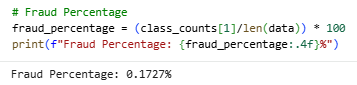 # Fraud Percentage
fraud_percentage = (class_counts[1]/len(data)) * 100
print(f"Fraud Percentage: {fraud_percentage:.4f}%")
Fraud Percentage: 0.1727%